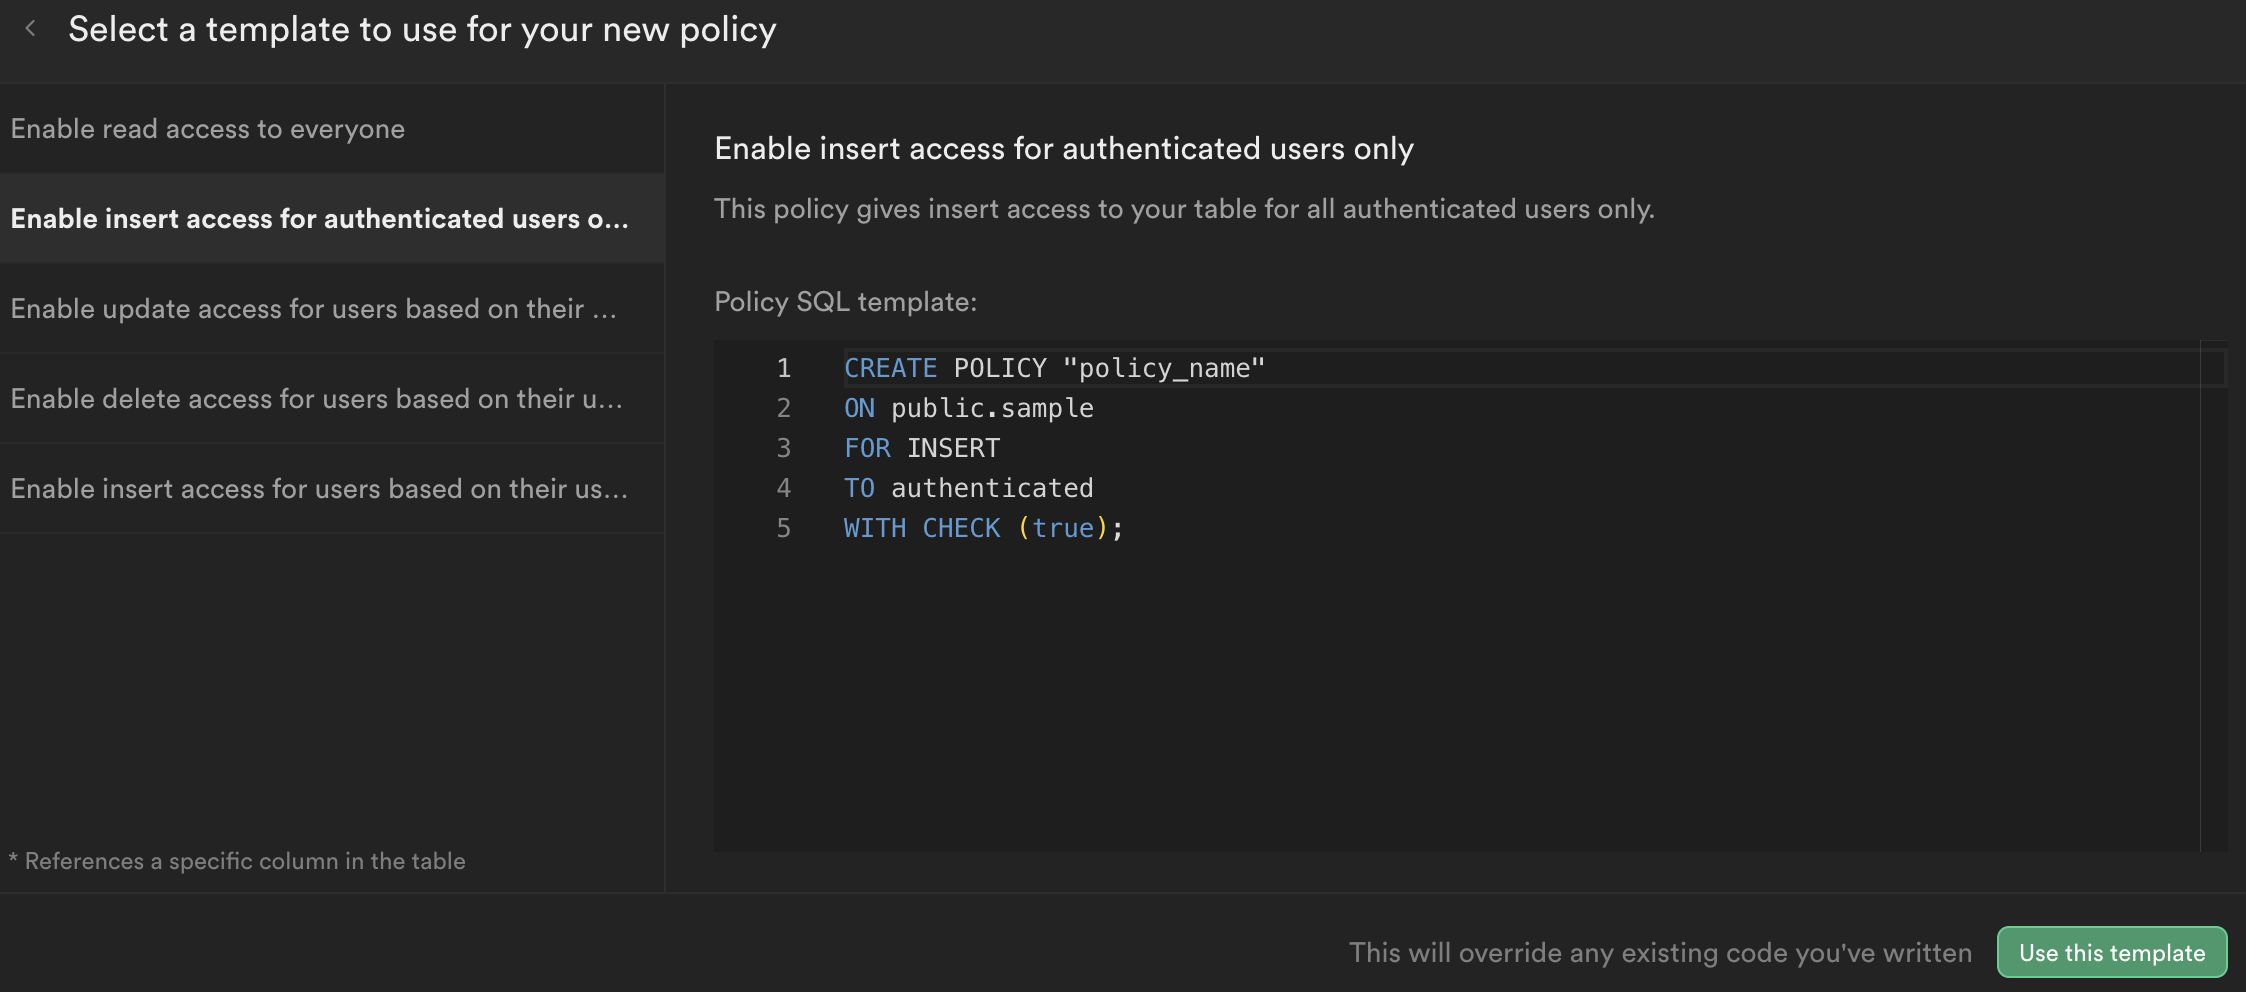 Select a template to use for your new policy
Enable read access to everyone
Enable insert access for authenticated users o...
Enable update access for users based on their ...
Enable delete access for users based on their u...
Enable insert access for users based on their us...
* References a specific column in the table
Enable insert access for authenticated users only
This policy gives insert access to your table for all authenticated users only.
Policy SQL template:
1 CREATE POLICY "policy_name"
2 ON public.sample
3 FOR INSERT
4 TO authenticated
5 WITH CHECK (true);
This will override any existing code you've written
Use this template